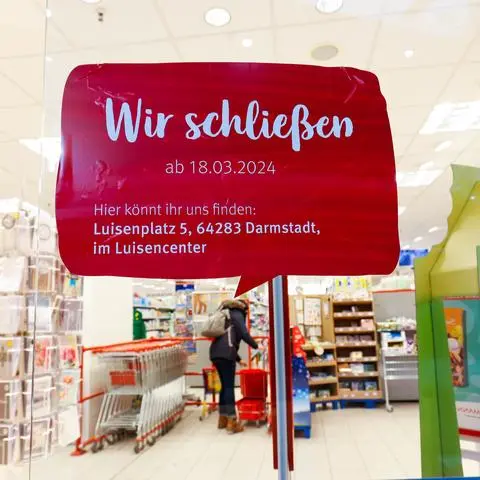 Wir schließen
ab 18.03.2024
Hier könnt ihr uns finden:
Luisenplatz 5, 64283 Darmstadt,
im Luisencenter